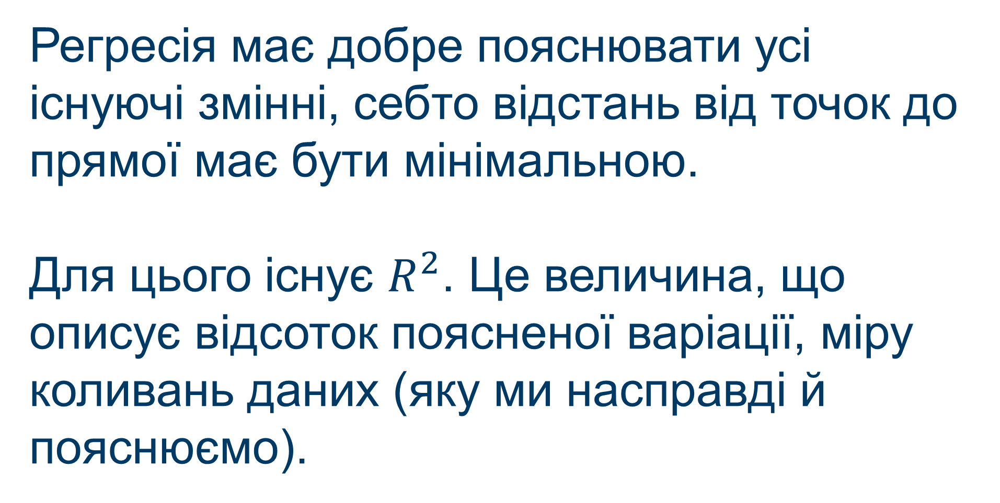 Регресія має добре пояснювати усі
існуючі змінні, себто відстань від точок до
прямої має бути мінімальною.
Для цього існує R². Це величина, що
описує відсоток поясненої варіації, міру
коливань даних (яку ми насправді й
пояснюємо).